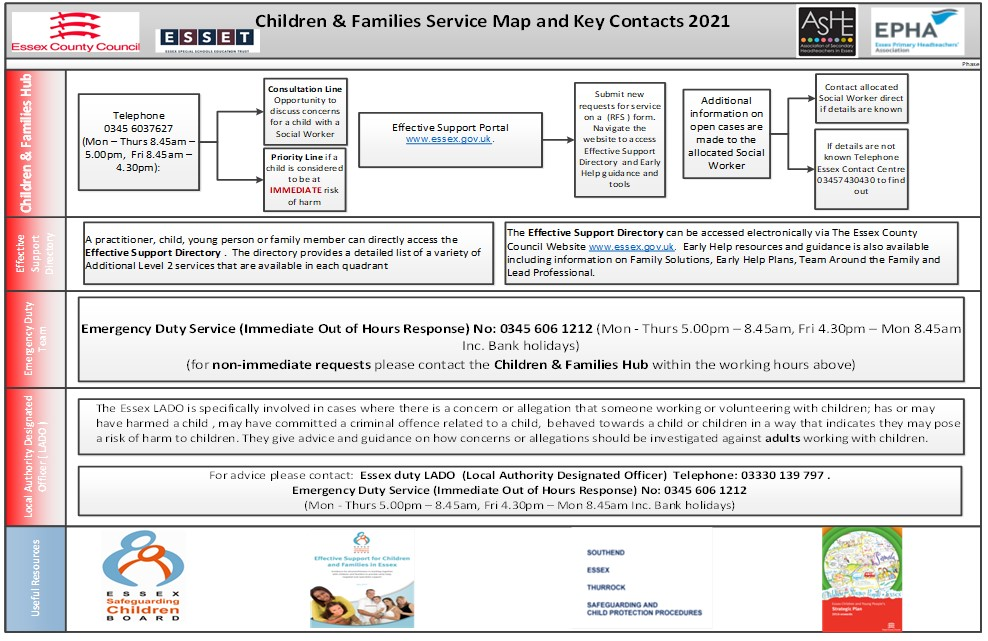 Children & Families Service Map and Key Contacts 2021
Essex County Council
ESSET
ESSEX SPECIAL SCHOOLS EDUCATION TRUST
ASHE
Association of Secondary
Headteachers in Essex
EPHA
Essex Primary Headteachers'
Association
Phase
Children & Families Hub
Telephone
0345 6037627
(Mon – Thurs 8.45am –
5.00pm, Fri 8.45am –
4.30pm):
Consultation Line
Opportunity to
discuss concerns
for a child with a
Social Worker
Priority Line if a
child is considered
to be at
IMMEDIATE risk
of harm
Effective Support Portal
www.essex.gov.uk .
Submit new
requests for service
on a (RFS ) form.
Navigate the
website to access
Effective Support
Directory and Early
Help guidance and
tools
Additional
information on
open cases are
made to the
allocated Social
Worker
Contact allocated
Social Worker direct
if details are known
If details are not
known Telephone
Essex Contact Centre
03457430430 to find
out
Effective
Support
Directory
A practitioner, child, young person or family member can directly access the
Effective Support Directory . The directory provides a detailed list of a variety of
Additional Level 2 services that are available in each quadrant
The Effective Support Directory can be accessed electronically via The Essex County
Council Website www.essex.gov.uk. Early Help resources and guidance is also available
including information on Family Solutions, Early Help Plans, Team Around the Family and
Lead Professional.
Emergency Duty
Team
Emergency Duty Service (Immediate Out of Hours Response) No: 0345 606 1212 (Mon - Thurs 5.00pm – 8.45am, Fri 4.30pm – Mon 8.45am
Inc. Bank holidays)
(for non-immediate requests please contact the Children & Families Hub within the working hours above)
Local Authority Designated
Officer ( LADO )
The Essex LADO is specifically involved in cases where there is a concern or allegation that someone working or volunteering with children; has or may
have harmed a child , may have committed a criminal offence related to a child, behaved towards a child or children in a way that indicates they may pose
a risk of harm to children. They give advice and guidance on how concerns or allegations should be investigated against adults working with children.
For advice please contact: Essex duty LADO (Local Authority Designated Officer) Telephone: 03330 139 797 .
Emergency Duty Service (Immediate Out of Hours Response) No: 0345 606 1212
(Mon - Thurs 5.00pm – 8.45am, Fri 4.30pm – Mon 8.45am Inc. Bank holidays)
Useful Resources
ESSEX
Safeguarding
Children
BOARD
Effective Support for Children
and Families in Essex
SOUTHEND
ESSEX
THURROCK
SAFEGUARDING AND
CHILD PROTECTION PROCEDURES
Essex Children and Young People's
Strategic Plan